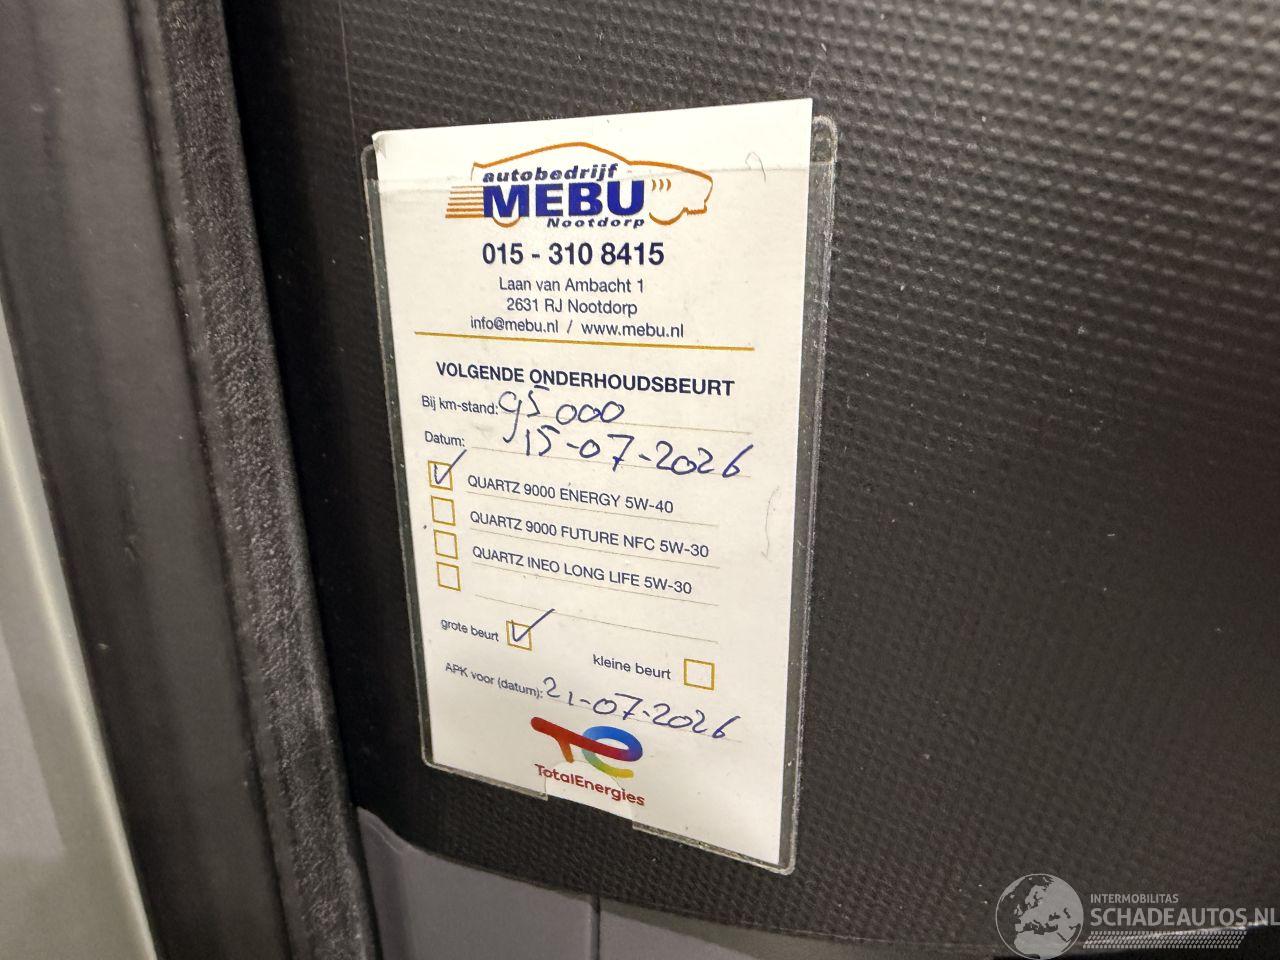 autobedrijf
MEBU
Nootdorp
015 - 310 8415
Laan van Ambacht 1
2631 RJ Nootdorp
info@mebu.nl / www.mebu.nl
VOLGENDE ONDERHOUDSBEURT
Bij km-stand: 95 000
Datum: 15-07-2026
QUARTZ 9000 ENERGY 5W-40
QUARTZ 9000 FUTURE NFC 5W-30
QUARTZ INEO LONG LIFE 5W-30
grote beurt
kleine beurt
APK voor (datum): 21-07-2026
TotalEnergies
INTERMOBILITAS
SCHADEAUTOS.NL